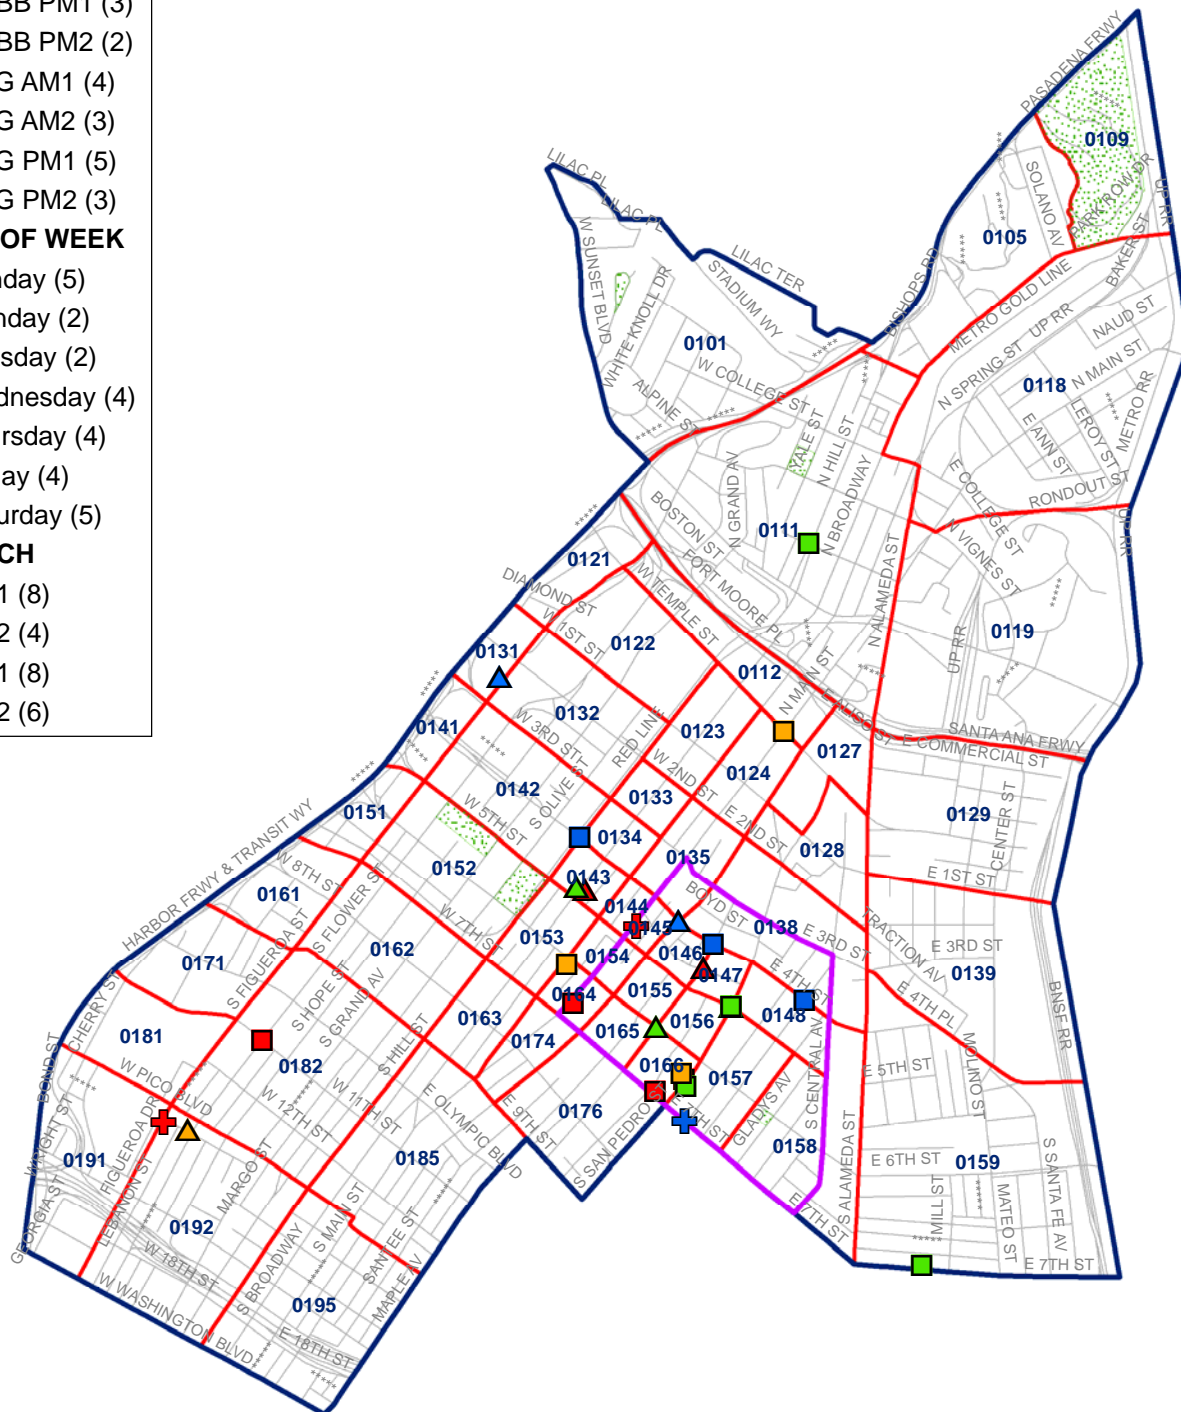 BB PM1 (3)
BB PM2 (2)
G AM1 (4)
G AM2 (3)
G PM1 (5)
G PM2 (3)
OF WEEK
day (5)
nday (2)
sday (2)
dnesday (4)
rsday (4)
ay (4)
urday (5)
CH
1 (8)
2 (4)
1 (8)
2 (6)
PASADENA FRWY
0109
LILAC PL
LILAC PL
SOLANO AV
PARK ROW DR
UP RR
0105
W SUNSET BLVD
LILAC TER
STADIUM WY
BISHOPS RD
METRO GOLD LINE
BAKER ST
WHITE KNOLL DR
0101
N SPRING ST
UP RR
NAUD ST
W COLLEGE ST
0118
N MAIN ST
ALPINE ST
YALE ST
N HILL ST
LEROY ST
METRO RR
E ANN ST
N GRAND AV
N BROADWAY
E COLLEGE ST
RONDOUT ST
BOSTON ST
0111
N VIGNES ST
UP RR
FORT MOORE PL
N ALAMEDA ST
0121
DIAMOND ST
W TEMPLE ST
W 1ST ST
0122
0119
UP RR
0131
0112
N MAIN ST
0132
E ALISO ST
SANTA ANA FRWY
0141
W 3RD ST
RED LINE
0123
0127
E COMMERCIAL ST
0124
W 2ND ST
0142
S OLIVE ST
0133
0151
W 5TH ST
E 2ND ST
0129
CENTER ST
HARBOR FRWY & TRANSIT WY
0134
0128
W 8TH ST
0152
0135
0143
E 1ST ST
0161
S FLOWER ST
0144
BOYD ST
0138
TRACTION AV
S FIGUEROA ST
W 7TH ST
0145
E 3RD ST
E 3RD ST
0162
0153
0154
0146
0171
0147
E 4TH ST
0139
CHERRY ST
S HOPE ST
S GRAND AV
0164
0155
E 4TH PL
0163
0156
0148
BNSF RR
0181
0165
S CENTRAL AV
BOND ST
W PICO BLVD
0182
S HILL ST
0174
0166
0157
E 5TH ST
MOLINO ST
W 12TH ST
W 11TH ST
E OLYMPIC BLVD
E 9TH ST
0176
S SAN PEDRO ST
E 7TH ST
GLADYS AV
WRIGHT ST
FIGUEROA DR
S ALAMEDA ST
0191
LEBANON ST
MARGO ST
0185
0158
E 6TH ST
0159
S SANTA FE AV
GEORGIA ST
0192
S MAIN ST
SANTEE ST
E 7TH ST
MILL ST
MATEO ST
W 18TH ST
S BROADWAY
MAPLE AV
E 7TH ST
W WASHINGTON BLVD
0195
E 18TH ST